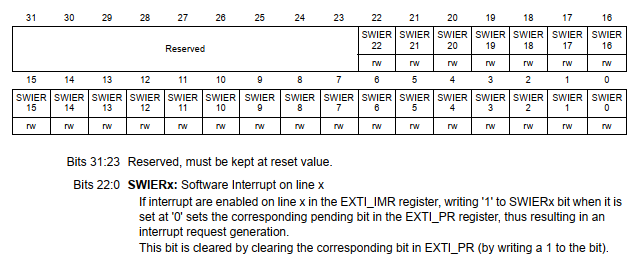 31 30 29 28 27 26 25 24 23 22 21 20 19 18 17 16
Reserved SWIER 22 SWIER 21 SWIER 20 SWIER 19 SWIER 18 SWIER 17 SWIER 16
rw rw rw rw rw rw rw
15 14 13 12 11 10 9 8 7 6 5 4 3 2 1 0
SWIER 15 SWIER 14 SWIER 13 SWIER 12 SWIER 11 SWIER 10 SWIER 9 SWIER 8 SWIER 7 SWIER 6 SWIER 5 SWIER 4 SWIER 3 SWIER 2 SWIER 1 SWIER 0
rw rw rw rw rw rw rw rw rw rw rw rw rw rw rw rw
Bits 31:23 Reserved, must be kept at reset value.
Bits 22:0 SWIERx: Software Interrupt on line x
If interrupt are enabled on line x in the EXTI_IMR register, writing '1' to SWIERx bit when it is
set at '0' sets the corresponding pending bit in the EXTI_PR register, thus resulting in an
interrupt request generation.
This bit is cleared by clearing the corresponding bit in EXTI_PR (by writing a 1 to the bit).